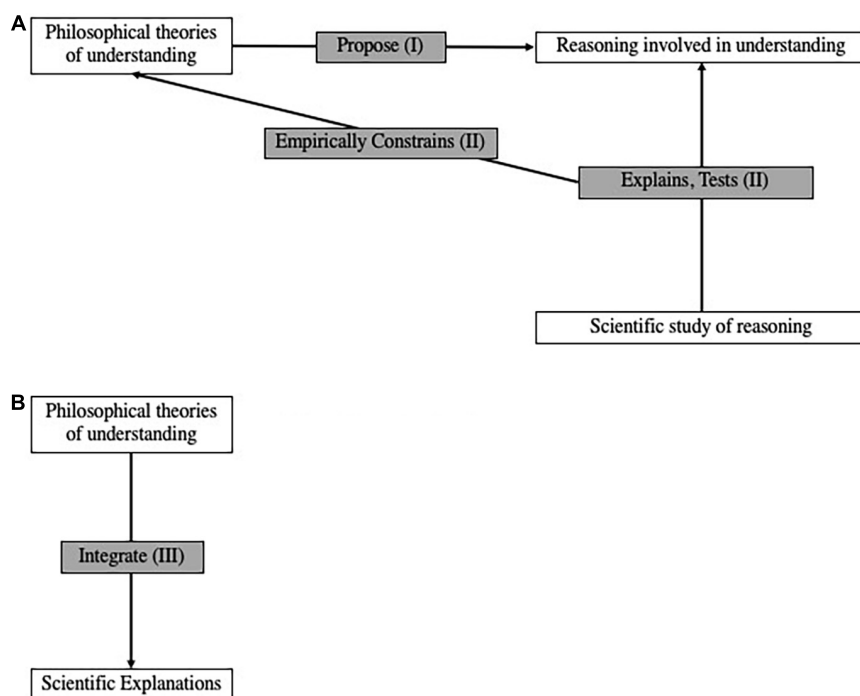 A
Philosophical theories
of understanding
Propose (I)
Reasoning involved in understanding
Empirically Constrains (II)
Explains, Tests (II)
Scientific study of reasoning
B
Philosophical theories
of understanding
Integrate (III)
Scientific Explanations